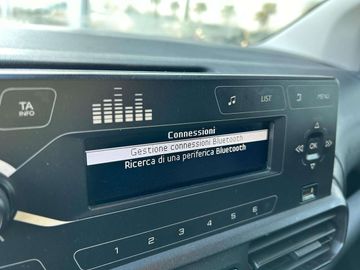 TA
INFO
LIST
MENU
Connessioni
Gestione connessioni Bluetooth
Ricerca di una periferica Bluetooth
OK
1 2 3 4 5 6